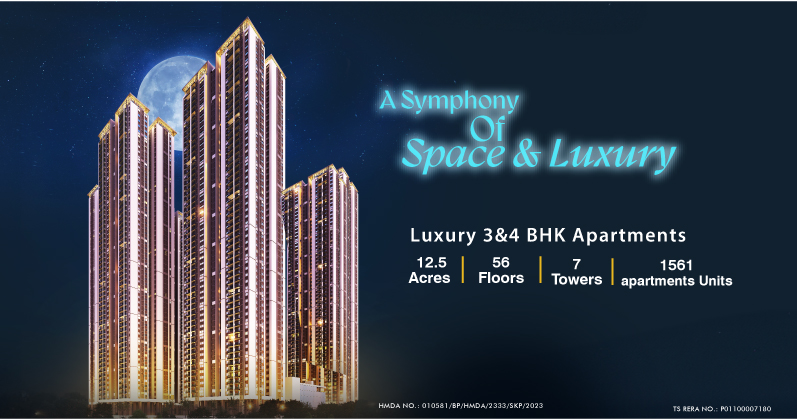 A Symphony
Of
Space & Luxury
Luxury 3&4 BHK Apartments
12.5
Acres
56
Floors
7
Towers
1561
apartments Units
HMDA NO.: 010581/BP/HMDA/2333/SKP/2023
TS RERA NO.: P01100007180